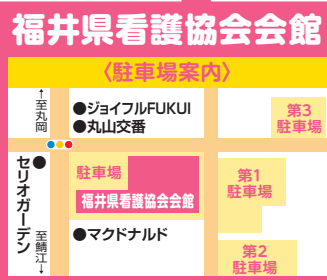 福井県看護協会会館
〈駐車場案内〉
↑至丸岡
●ジョイフルFUKUI
●丸山交番
第3
駐車場
●セリオガーデン
駐車場
福井県看護協会会館
第1
駐車場
至鯖江↓
●マクドナルド
第2
駐車場